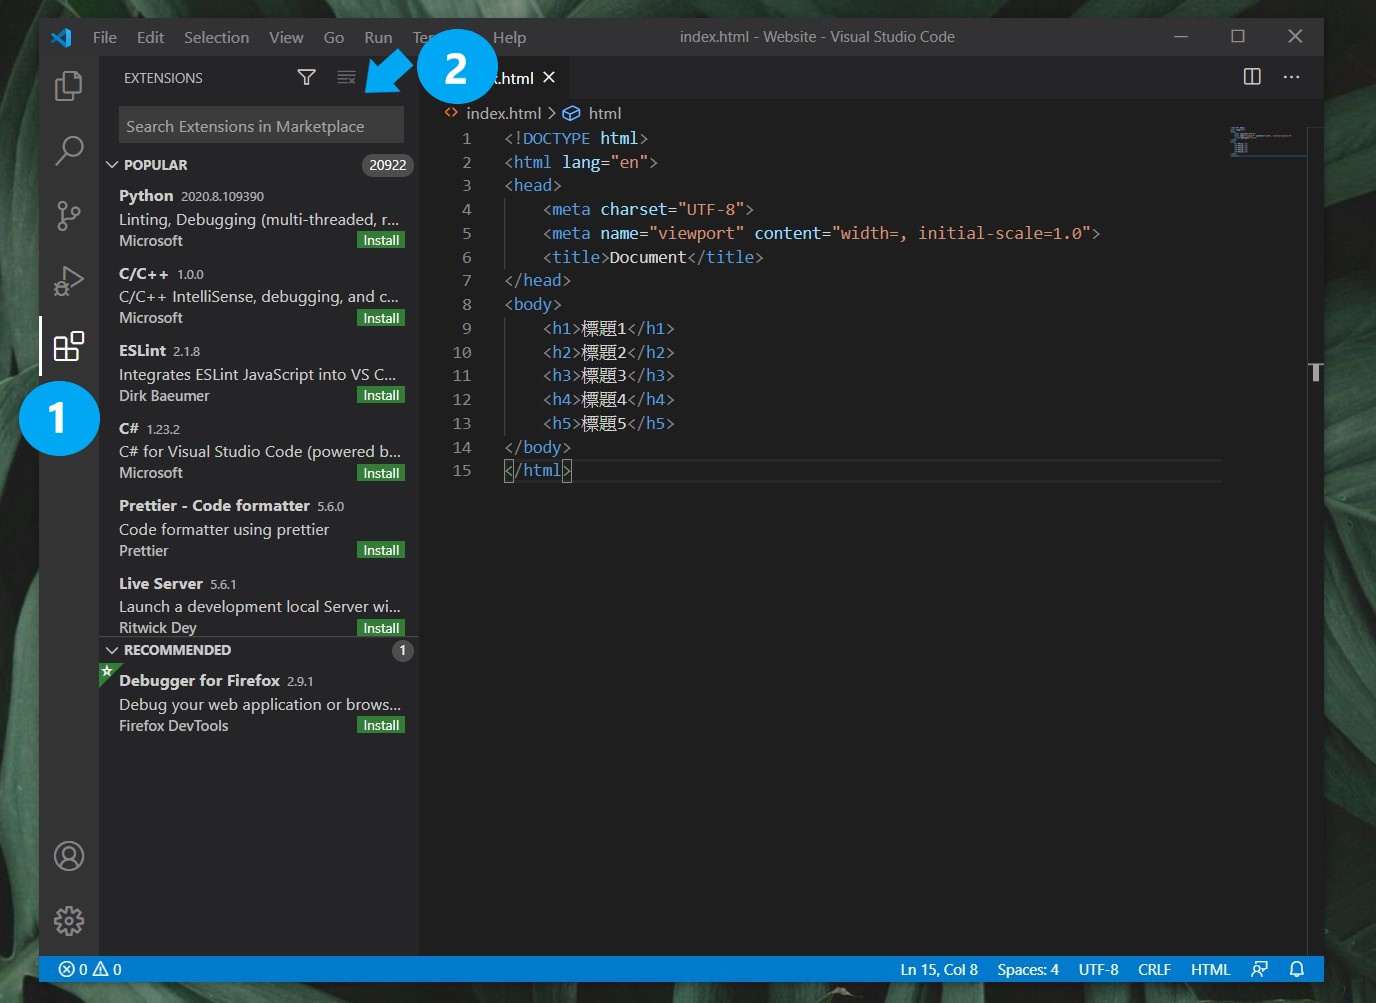 File Edit Selection View Go Run Ter Help index.html - Website - Visual Studio Code
EXTENSIONS
2
.html
Search Extensions in Marketplace
POPULAR 20922
Python 2020.8.109390
Linting, Debugging (multi-threaded, r...
Microsoft Install
C/C++ 1.0.0
C/C++ IntelliSense, debugging, and c...
Microsoft Install
ESLint 2.1.8
Integrates ESLint JavaScript into VS C...
Dirk Baeumer Install
1
C# 1.23.2
C# for Visual Studio Code (powered b...
Microsoft Install
Prettier - Code formatter 5.6.0
Code formatter using prettier
Prettier Install
Live Server 5.6.1
Launch a development local Server wi...
Ritwick Dey Install
RECOMMENDED 1
Debugger for Firefox 2.9.1
Debug your web application or brows...
Firefox DevTools Install
index.html > html
1 <!DOCTYPE html>
2 <html lang="en">
3 <head>
4 <meta charset="UTF-8">
5 <meta name="viewport" content="width=, initial-scale=1.0">
6 <title>Document</title>
7 </head>
8 <body>
9 <h1>標題1</h1>
10 <h2>標題2</h2>
11 <h3>標題3</h3>
12 <h4>標題4</h4>
13 <h5>標題5</h5>
14 </body>
15 </html>
T
0 0 Ln 15, Col 8 Spaces: 4 UTF-8 CRLF HTML